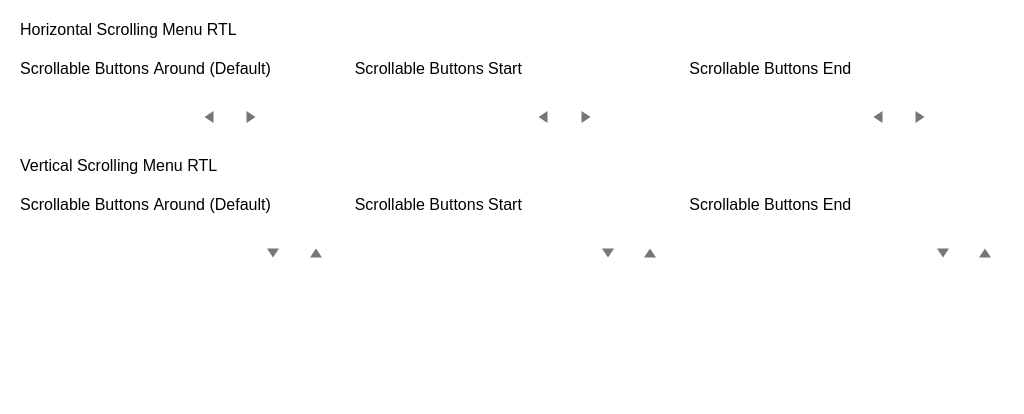 Horizontal Scrolling Menu RTL
Scrollable Buttons Around (Default)
Scrollable Buttons Start
Scrollable Buttons End
Vertical Scrolling Menu RTL
Scrollable Buttons Around (Default)
Scrollable Buttons Start
Scrollable Buttons End